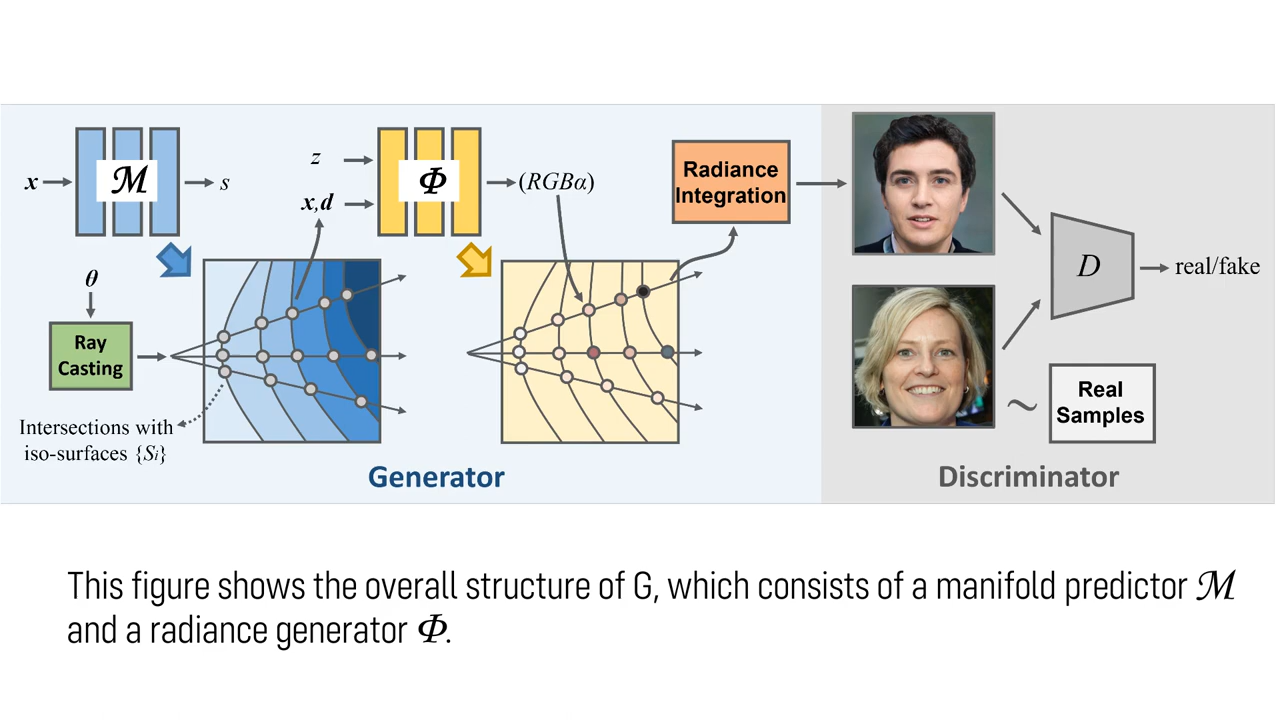 x
ℳ
s
z
x,d
Φ
(RGBα)
Radiance
Integration
θ
Ray
Casting
Intersections with
iso-surfaces {Si}
Generator
D
real/fake
~
Real
Samples
Discriminator
This figure shows the overall structure of G, which consists of a manifold predictor ℳ
and a radiance generator Φ.